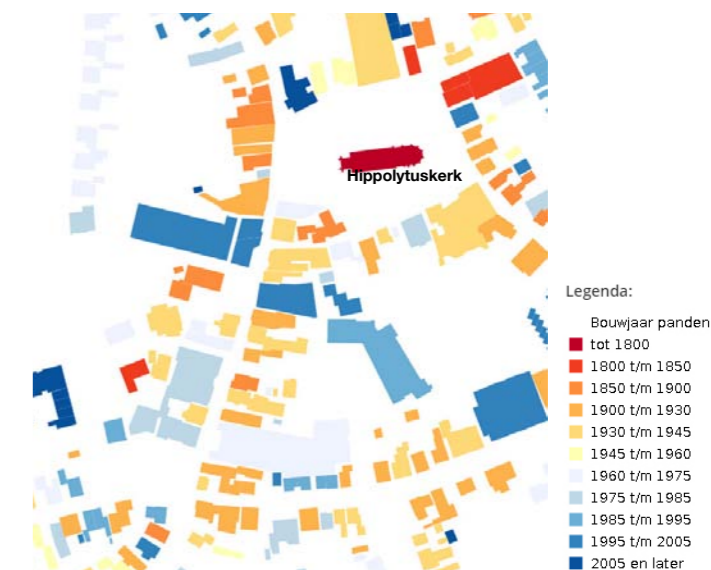 Hippolytuskerk
Legenda:
Bouwjaar panden
tot 1800
1800 t/m 1850
1850 t/m 1900
1900 t/m 1930
1930 t/m 1945
1945 t/m 1960
1960 t/m 1975
1975 t/m 1985
1985 t/m 1995
1995 t/m 2005
2005 en later